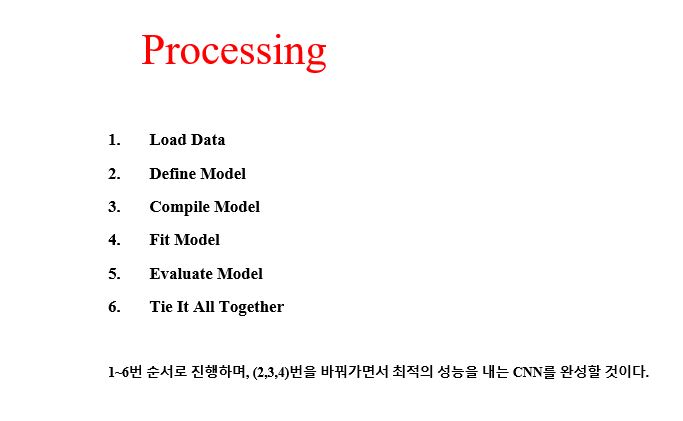 Processing
1. Load Data
2. Define Model
3. Compile Model
4. Fit Model
5. Evaluate Model
6. Tie It All Together
1~6번 순서로 진행하며, (2,3,4)번을 바꿔가면서 최적의 성능을 내는 CNN를 완성할 것이다.